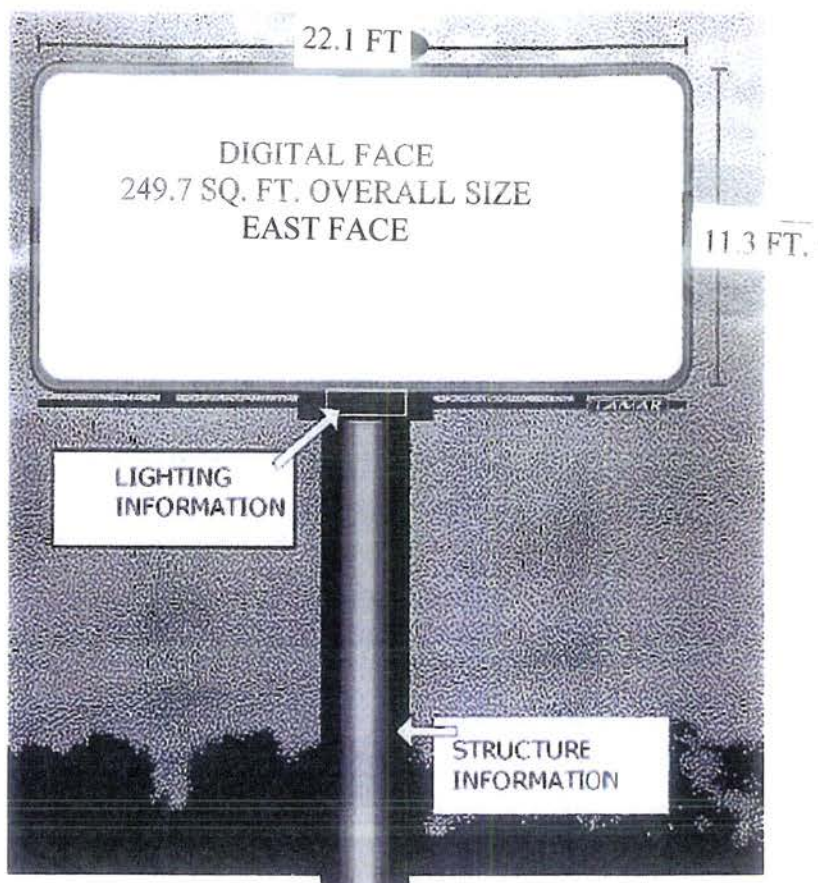 22.1 FT
DIGITAL FACE
249.7 SQ. FT. OVERALL SIZE
EAST FACE
11.3 FT.
LAMAR
LIGHTING
INFORMATION
STRUCTURE
INFORMATION